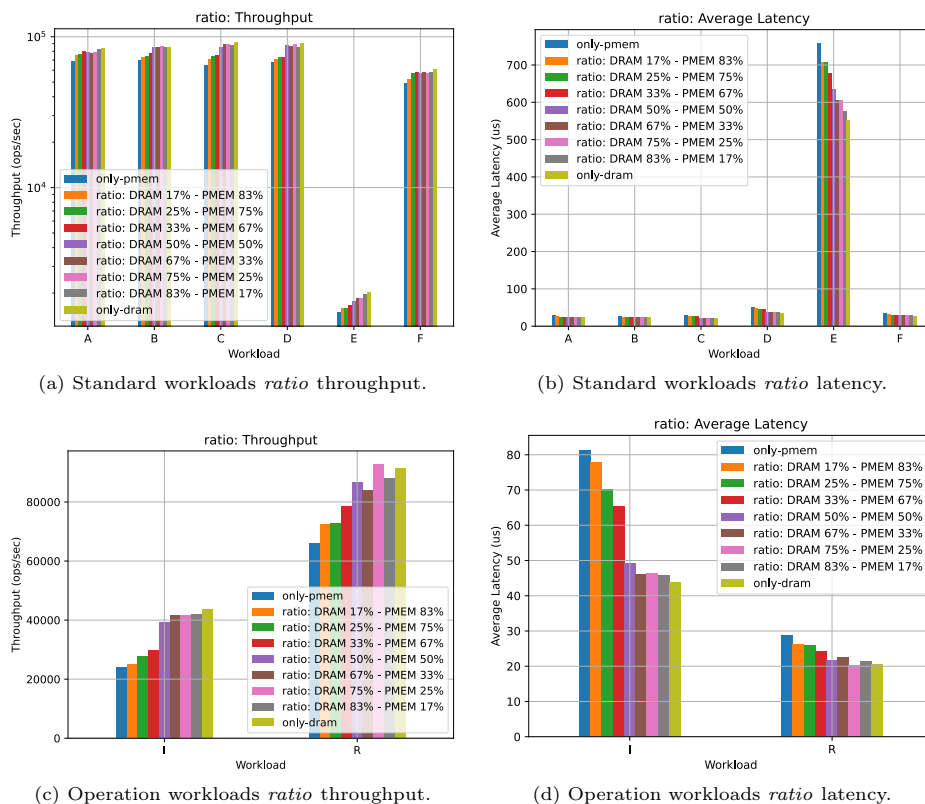 ratio: Throughput
10^5
10^4
Throughput (ops/sec)
only-pmem
ratio: DRAM 17% - PMEM 83%
ratio: DRAM 25% - PMEM 75%
ratio: DRAM 33% - PMEM 67%
ratio: DRAM 50% - PMEM 50%
ratio: DRAM 67% - PMEM 33%
ratio: DRAM 75% - PMEM 25%
ratio: DRAM 83% - PMEM 17%
only-dram
A B C D E F
Workload
(a) Standard workloads ratio throughput.
ratio: Average Latency
700
600
500
400
300
200
100
0
Average Latency (us)
only-pmem
ratio: DRAM 17% - PMEM 83%
ratio: DRAM 25% - PMEM 75%
ratio: DRAM 33% - PMEM 67%
ratio: DRAM 50% - PMEM 50%
ratio: DRAM 67% - PMEM 33%
ratio: DRAM 75% - PMEM 25%
ratio: DRAM 83% - PMEM 17%
only-dram
A B C D E F
Workload
(b) Standard workloads ratio latency.
ratio: Throughput
80000
60000
40000
20000
0
Throughput (ops/sec)
only-pmem
ratio: DRAM 17% - PMEM 83%
ratio: DRAM 25% - PMEM 75%
ratio: DRAM 33% - PMEM 67%
ratio: DRAM 50% - PMEM 50%
ratio: DRAM 67% - PMEM 33%
ratio: DRAM 75% - PMEM 25%
ratio: DRAM 83% - PMEM 17%
only-dram
I R
Workload
(c) Operation workloads ratio throughput.
ratio: Average Latency
80
70
60
50
40
30
20
10
0
Average Latency (us)
only-pmem
ratio: DRAM 17% - PMEM 83%
ratio: DRAM 25% - PMEM 75%
ratio: DRAM 33% - PMEM 67%
ratio: DRAM 50% - PMEM 50%
ratio: DRAM 67% - PMEM 33%
ratio: DRAM 75% - PMEM 25%
ratio: DRAM 83% - PMEM 17%
only-dram
I R
Workload
(d) Operation workloads ratio latency.